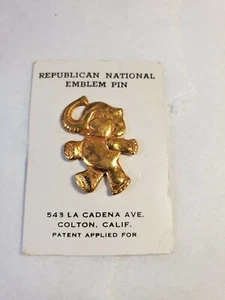 REPUBLICAN NATIONAL
EMBLEM PIN
543 LA CADENA AVE.
COLTON, CALIF.
PATENT APPLIED FOR